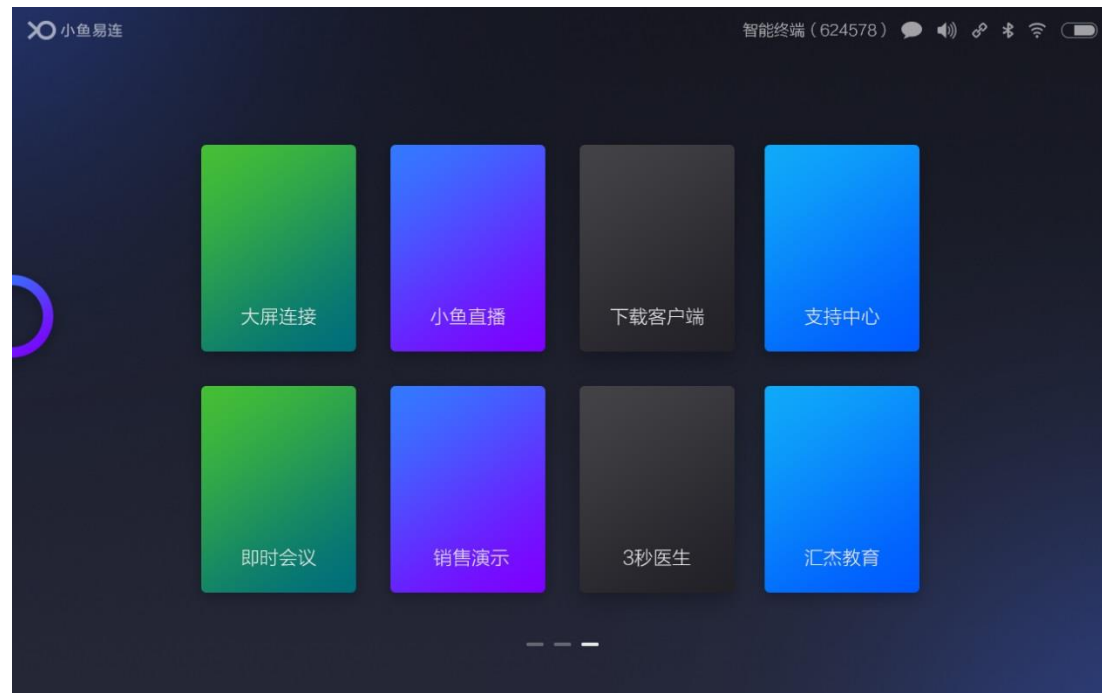 小鱼易连
智能终端（624578）
大屏连接
小鱼直播
下载客户端
支持中心
即时会议
销售演示
3秒医生
汇杰教育